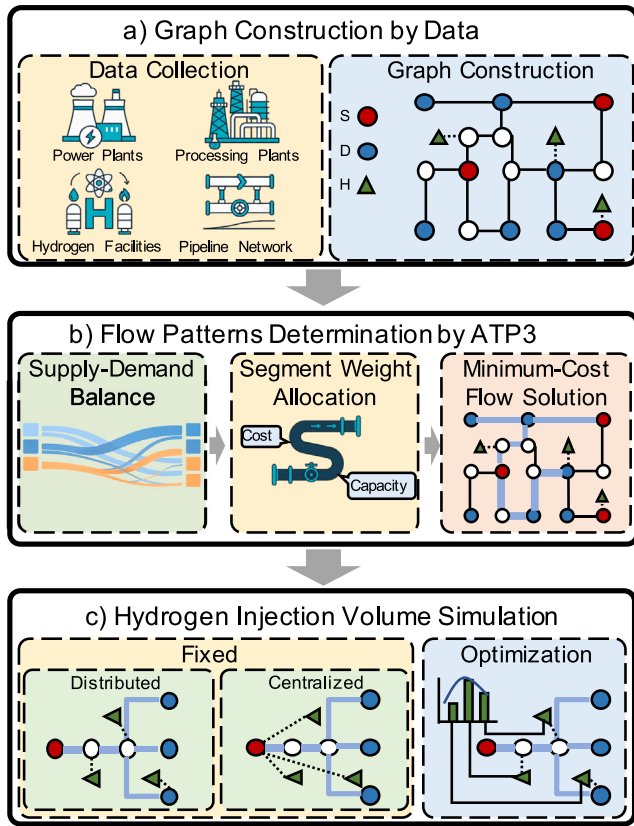 a) Graph Construction by Data
Data Collection
Power Plants
Processing Plants
Hydrogen Facilities
Pipeline Network
Graph Construction
S
D
H
b) Flow Patterns Determination by ATP3
Supply-Demand
Balance
Segment Weight
Allocation
Cost
Capacity
Minimum-Cost
Flow Solution
c) Hydrogen Injection Volume Simulation
Fixed
Distributed
Centralized
Optimization